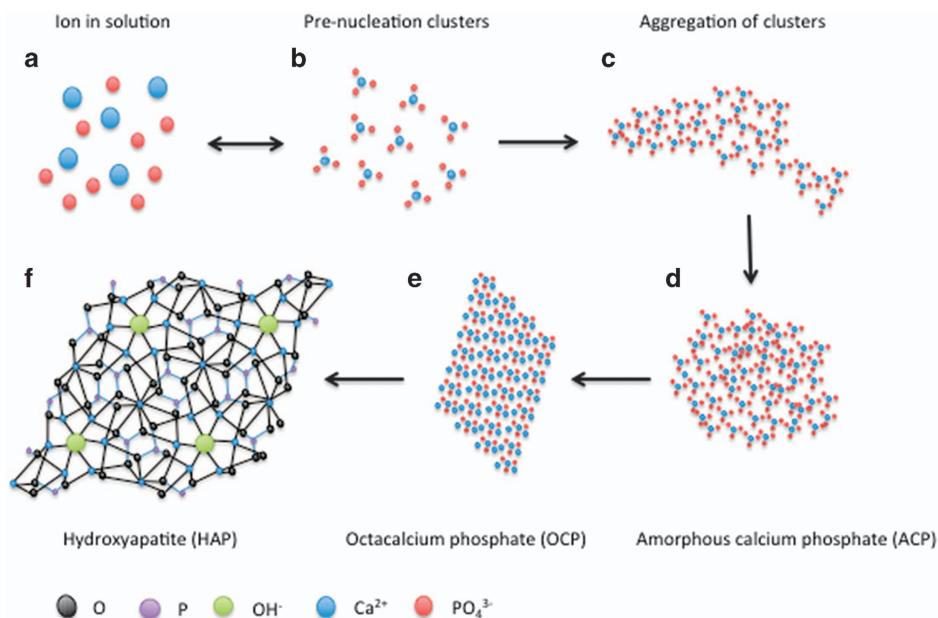 Ion in solution
Pre-nucleation clusters
Aggregation of clusters
a
b
c
f
e
d
Hydroxyapatite (HAP)
Octacalcium phosphate (OCP)
Amorphous calcium phosphate (ACP)
O
P
OH⁻
Ca²⁺
PO₄³⁻